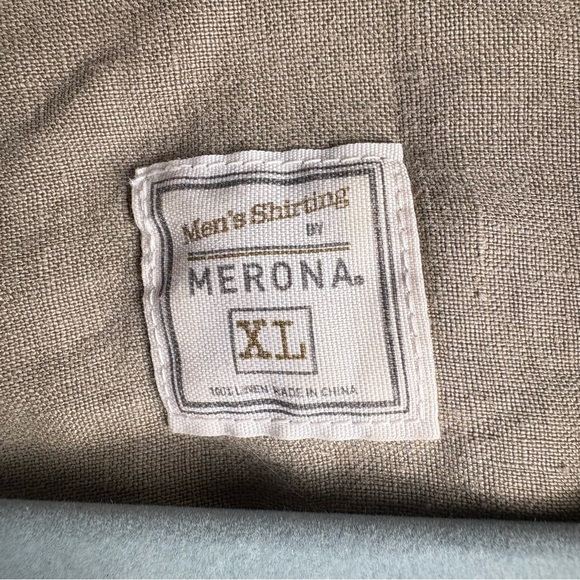 Men's Shirting
BY
MERONA®
XL
100% LINEN MADE IN CHINA